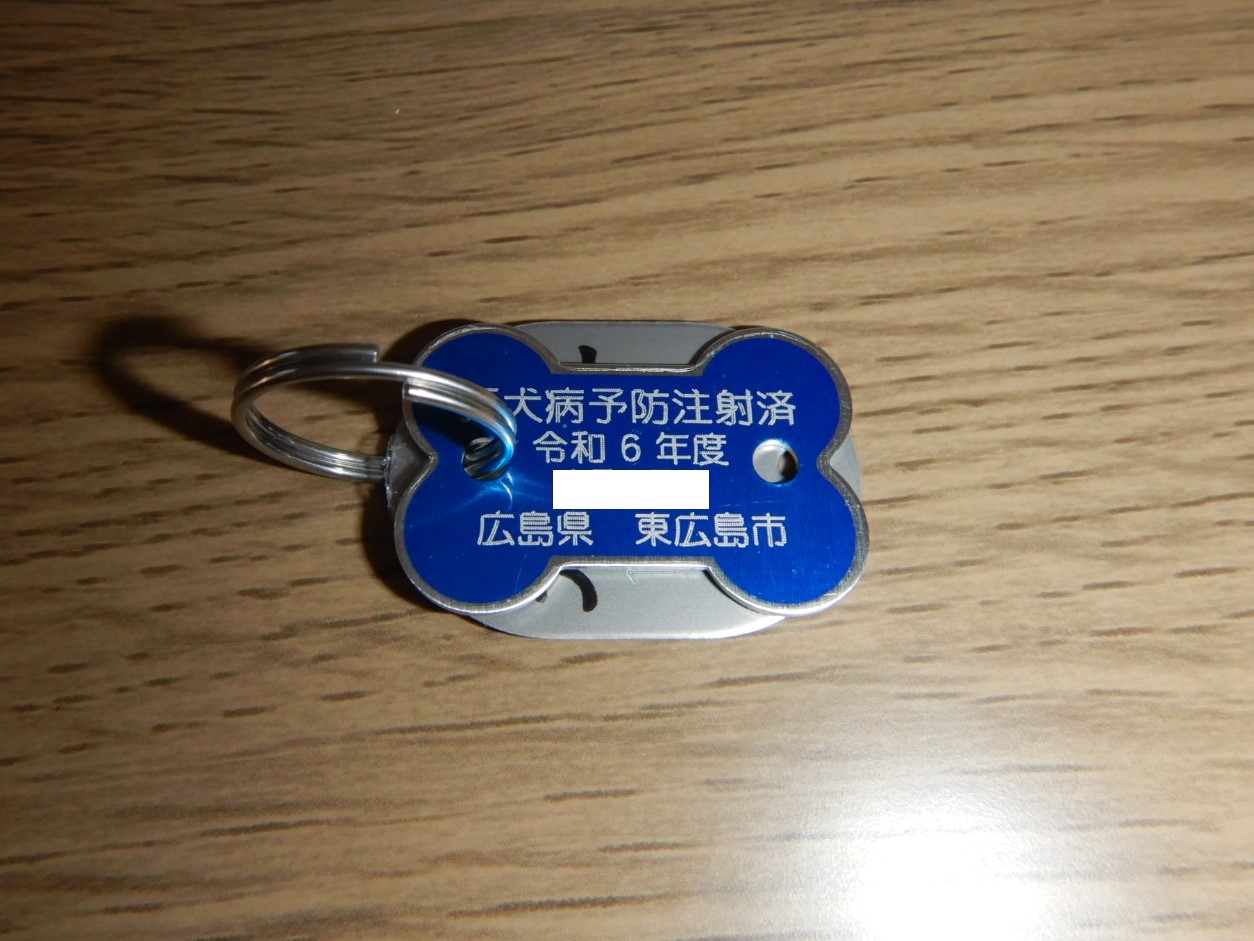 犬病予防注射済
令和 6 年度
広島県 東広島市